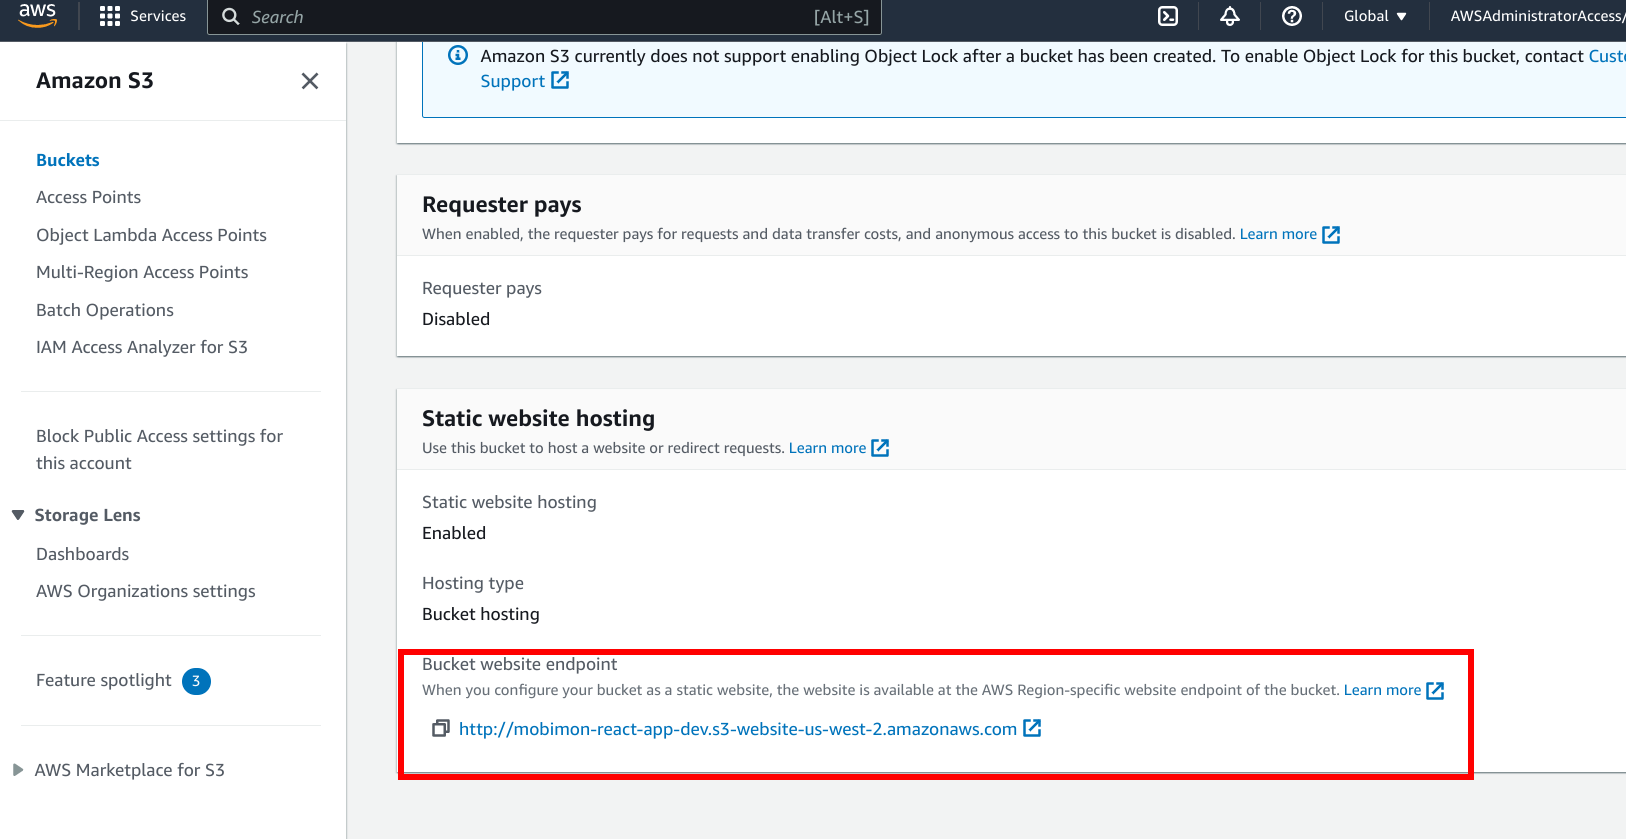 aws
Services
Search
[Alt+S]
Global
AWSAdministratorAccess/
Amazon S3
Buckets
Access Points
Object Lambda Access Points
Multi-Region Access Points
Batch Operations
IAM Access Analyzer for S3
Block Public Access settings for
this account
Storage Lens
Dashboards
AWS Organizations settings
Feature spotlight 3
AWS Marketplace for S3
Amazon S3 currently does not support enabling Object Lock after a bucket has been created. To enable Object Lock for this bucket, contact Custo
Support
Requester pays
When enabled, the requester pays for requests and data transfer costs, and anonymous access to this bucket is disabled. Learn more
Requester pays
Disabled
Static website hosting
Use this bucket to host a website or redirect requests. Learn more
Static website hosting
Enabled
Hosting type
Bucket hosting
Bucket website endpoint
When you configure your bucket as a static website, the website is available at the AWS Region-specific website endpoint of the bucket. Learn more
http://mobimon-react-app-dev.s3-website-us-west-2.amazonaws.com